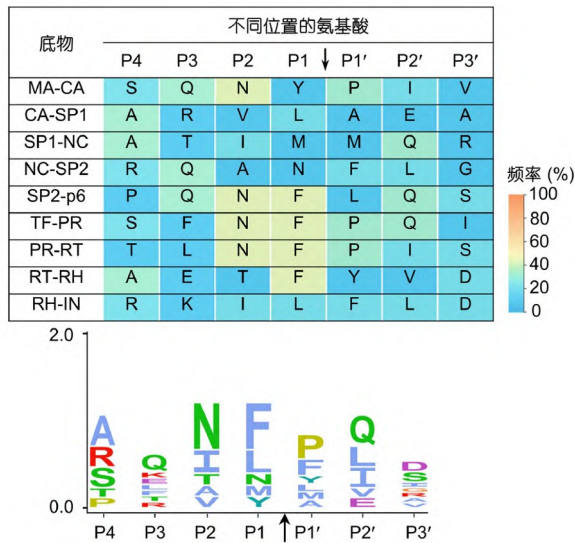 底物
不同位置的氨基酸
P4 P3 P2 P1 ↓ P1′ P2′ P3′
MA-CA S Q N Y P I V
CA-SP1 A R V L A E A
SP1-NC A T I M M Q R
NC-SP2 R Q A N F L G
SP2-p6 P Q N F L Q S
TF-PR S F N F P Q I
PR-RT T L N F P I S
RT-RH A E T F Y V D
RH-IN R K I L F L D
频率 (%)
100
80
60
40
20
0
2.0
0.0
A R S T P
Q K E
N I T A V
F L N M Y
P F Y L M A
Q L I V E
D S
P4 P3 P2 P1 ↑ P1′ P2′ P3′